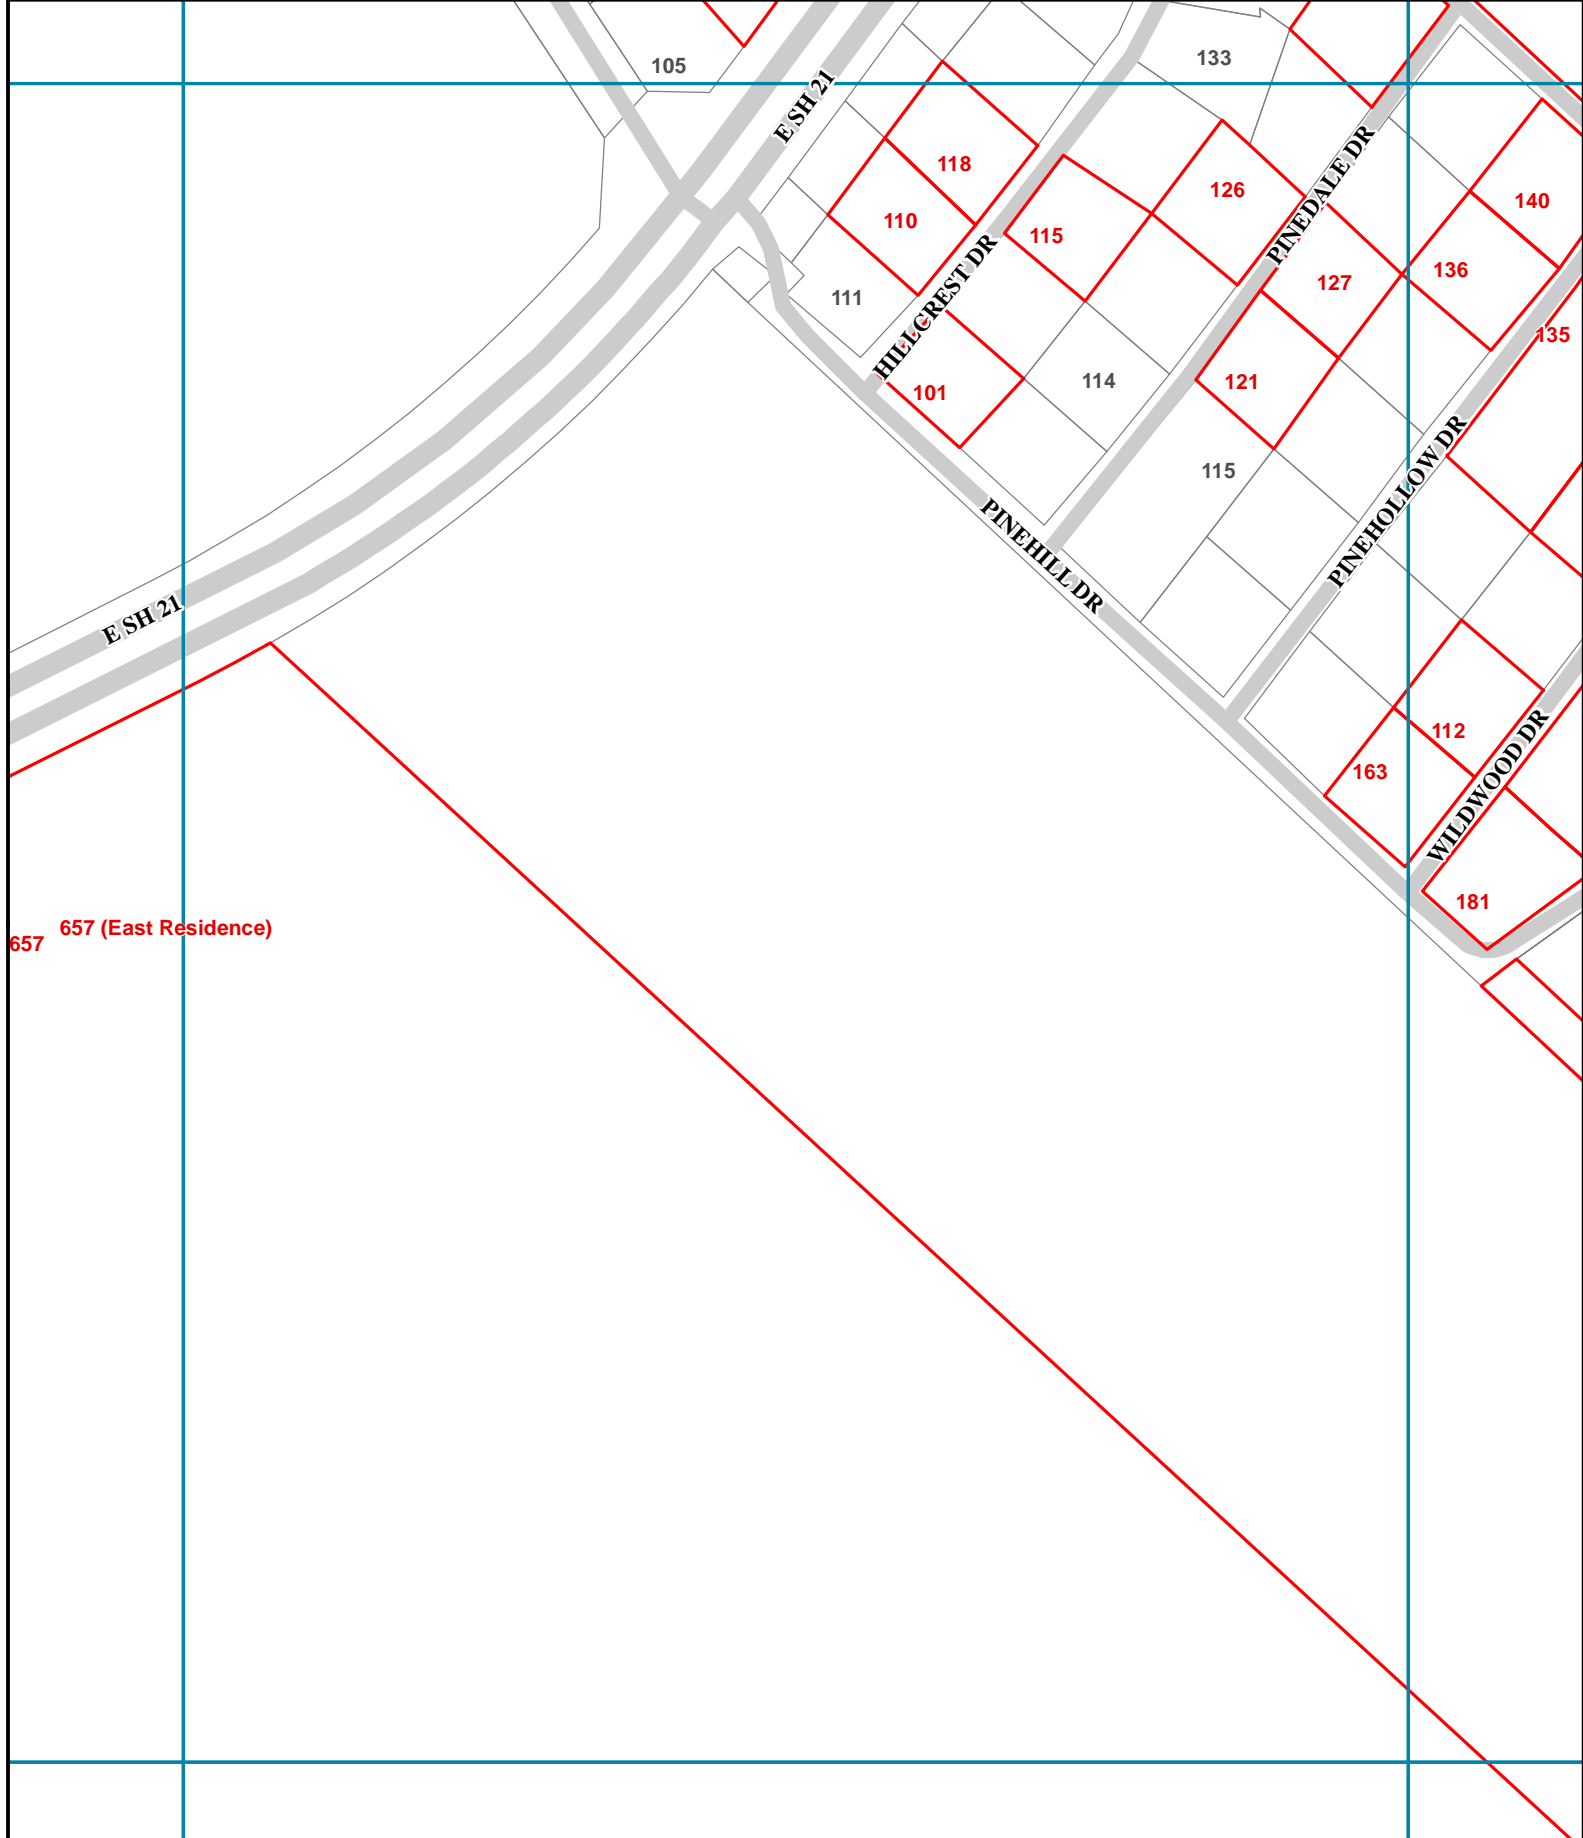 133
105
E SH 21
118
126
PINEDALE DR
140
110
115
HILLCREST DR
136
127
111
135
114
121
101
115
PINEHOLLOW DR
PINEHILL DR
E SH 21
112
163
WILDWOOD DR
181
657 (East Residence)
657